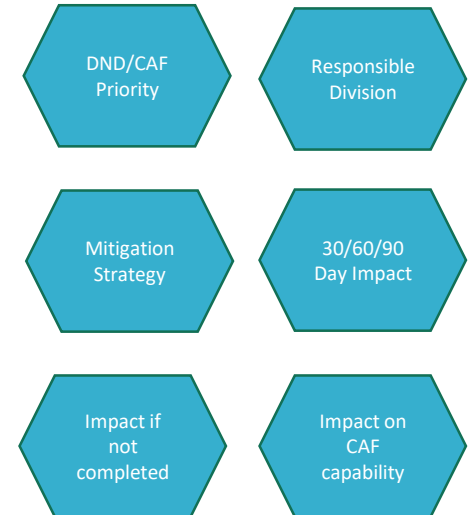 DND/CAF
Priority
Responsible
Division
Mitigation
Strategy
30/60/90
Day Impact
Impact if
not
completed
Impact on
CAF
capability